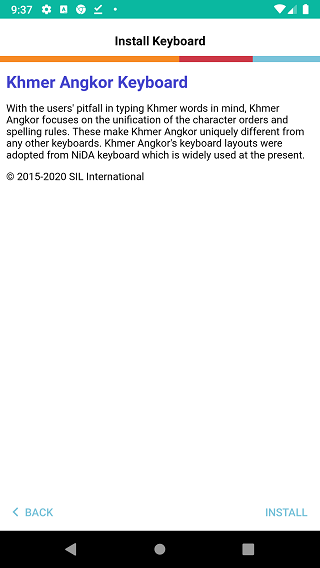 9:37
Install Keyboard
Khmer Angkor Keyboard
With the users' pitfall in typing Khmer words in mind, Khmer
Angkor focuses on the unification of the character orders and
spelling rules. These make Khmer Angkor uniquely different from
any other keyboards. Khmer Angkor's keyboard layouts were
adopted from NiDA keyboard which is widely used at the present.
© 2015-2020 SIL International
BACK
INSTALL